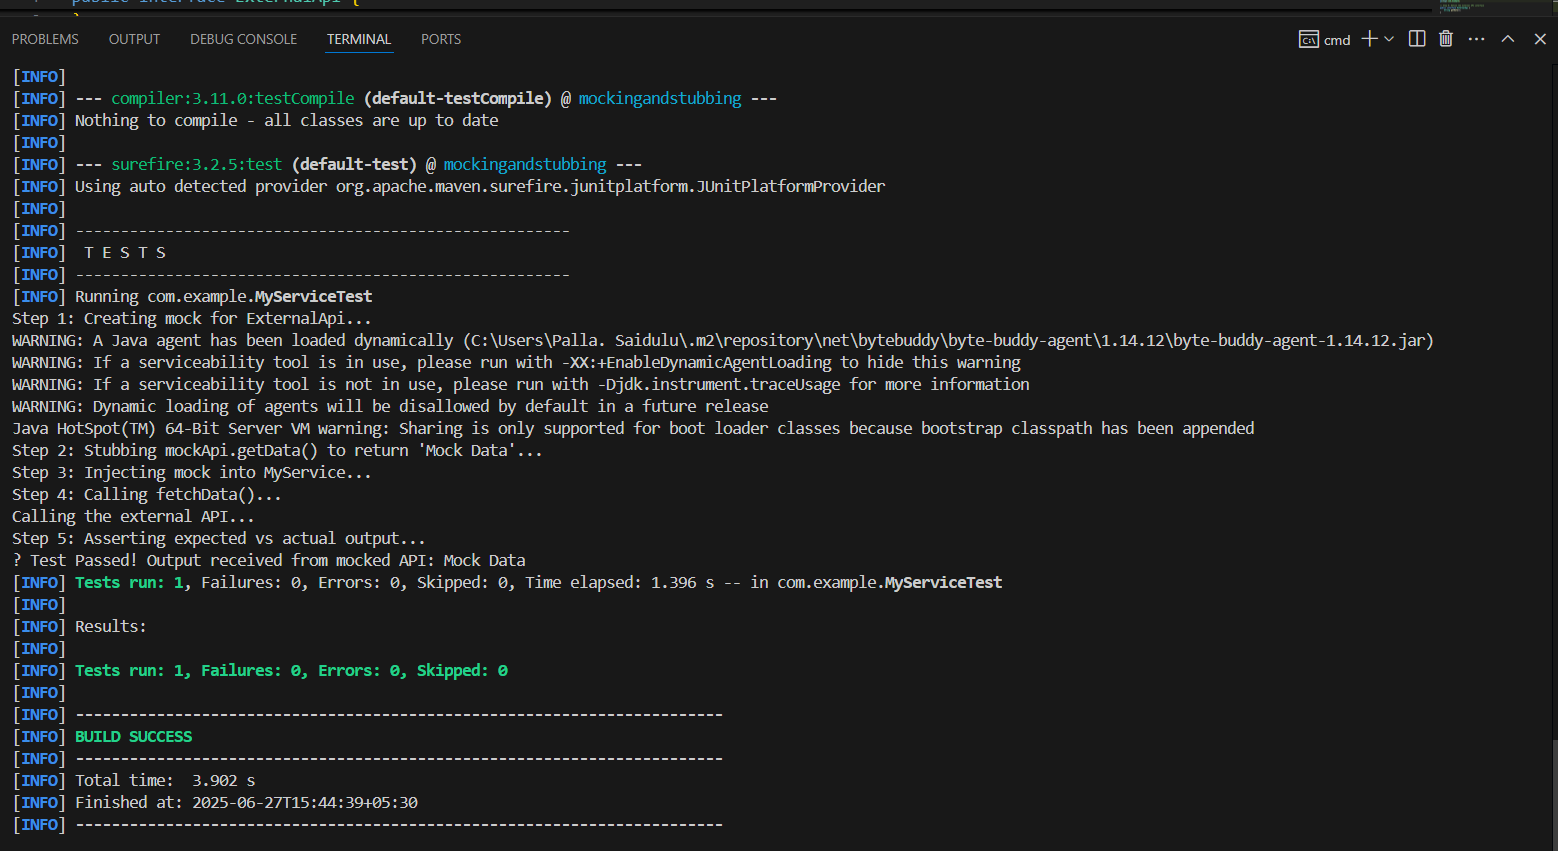 public interface ExternalApi {
PROBLEMS OUTPUT DEBUG CONSOLE TERMINAL PORTS cmd
[INFO]
[INFO] --- compiler:3.11.0:testCompile (default-testCompile) @ mockingandstubbing ---
[INFO] Nothing to compile - all classes are up to date
[INFO]
[INFO] --- surefire:3.2.5:test (default-test) @ mockingandstubbing ---
[INFO] Using auto detected provider org.apache.maven.surefire.junitplatform.JUnitPlatformProvider
[INFO]
[INFO] -------------------------------------------------------
[INFO]  T E S T S
[INFO] -------------------------------------------------------
[INFO] Running com.example.MyServiceTest
Step 1: Creating mock for ExternalApi...
WARNING: A Java agent has been loaded dynamically (C:\Users\Palla. Saidulu\.m2\repository\net\bytebuddy\byte-buddy-agent\1.14.12\byte-buddy-agent-1.14.12.jar)
WARNING: If a serviceability tool is in use, please run with -XX:+EnableDynamicAgentLoading to hide this warning
WARNING: If a serviceability tool is not in use, please run with -Djdk.instrument.traceUsage for more information
WARNING: Dynamic loading of agents will be disallowed by default in a future release
Java HotSpot(TM) 64-Bit Server VM warning: Sharing is only supported for boot loader classes because bootstrap classpath has been appended
Step 2: Stubbing mockApi.getData() to return 'Mock Data'...
Step 3: Injecting mock into MyService...
Step 4: Calling fetchData()...
Calling the external API...
Step 5: Asserting expected vs actual output...
? Test Passed! Output received from mocked API: Mock Data
[INFO] Tests run: 1, Failures: 0, Errors: 0, Skipped: 0, Time elapsed: 1.396 s -- in com.example.MyServiceTest
[INFO]
[INFO] Results:
[INFO]
[INFO] Tests run: 1, Failures: 0, Errors: 0, Skipped: 0
[INFO]
[INFO] ------------------------------------------------------------------------
[INFO] BUILD SUCCESS
[INFO] ------------------------------------------------------------------------
[INFO] Total time:  3.902 s
[INFO] Finished at: 2025-06-27T15:44:39+05:30
[INFO] ------------------------------------------------------------------------